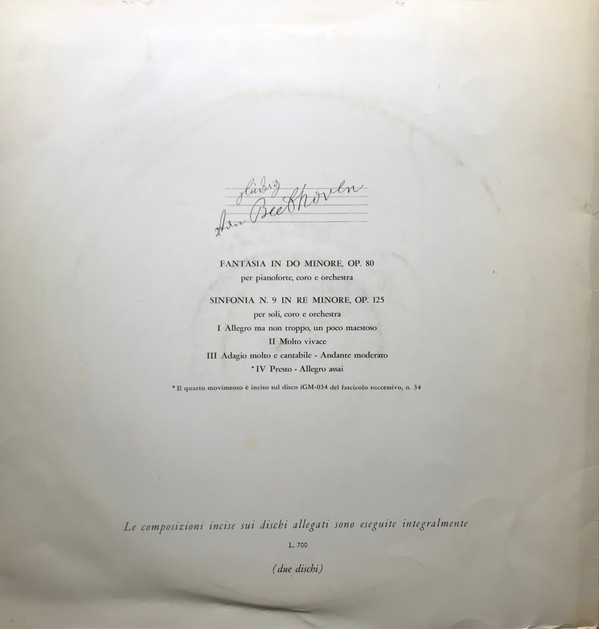 Ludwig
van Beethoven
FANTASIA IN DO MINORE, OP. 80
per pianoforte, coro e orchestra
SINFONIA N. 9 IN RE MINORE, OP. 125
per soli, coro e orchestra
I Allegro ma non troppo, un poco maestoso
II Molto vivace
III Adagio molto e cantabile - Andante moderato
*IV Presto - Allegro assai
*Il quarto movimento è inciso sul disco iGM-034 del fascicolo successivo, n. 34
Le composizioni incise sui dischi allegati sono eseguite integralmente
L. 700
(due dischi)